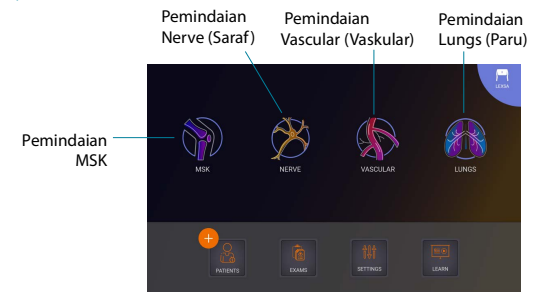 Pemindaian
Nerve (Saraf)
Pemindaian
Vascular (Vaskular)
Pemindaian
Lungs (Paru)
Pemindaian
MSK
LEXSA
MSK
NERVE
VASCULAR
LUNGS
PATIENTS
EXAMS
SETTINGS
LEARN